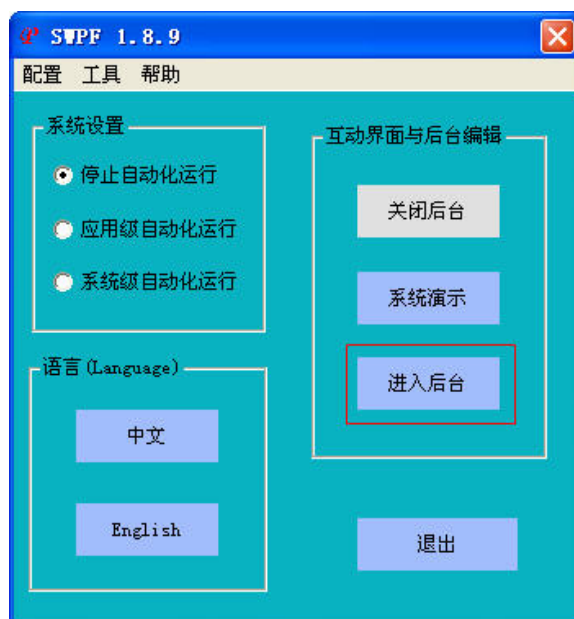 SWPF 1.8.9
配置 工具 帮助
系统设置
停止自动化运行
应用级自动化运行
系统级自动化运行
互动界面与后台编辑
关闭后台
系统演示
进入后台
语言(Language)
中文
English
退出